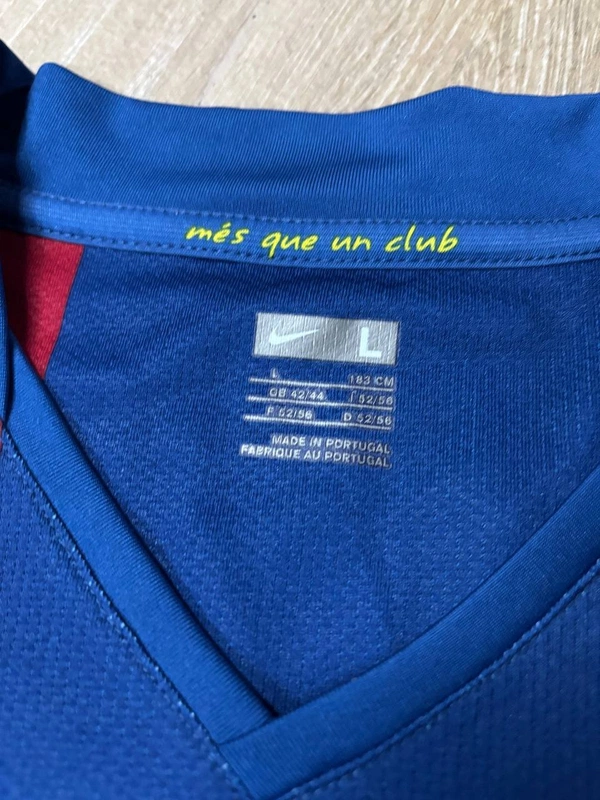 més que un club
L
L 183 CM
GB 42/44 I 52/56
F 52/56 D 52/56
MADE IN PORTUGAL
FABRIQUE AU PORTUGAL